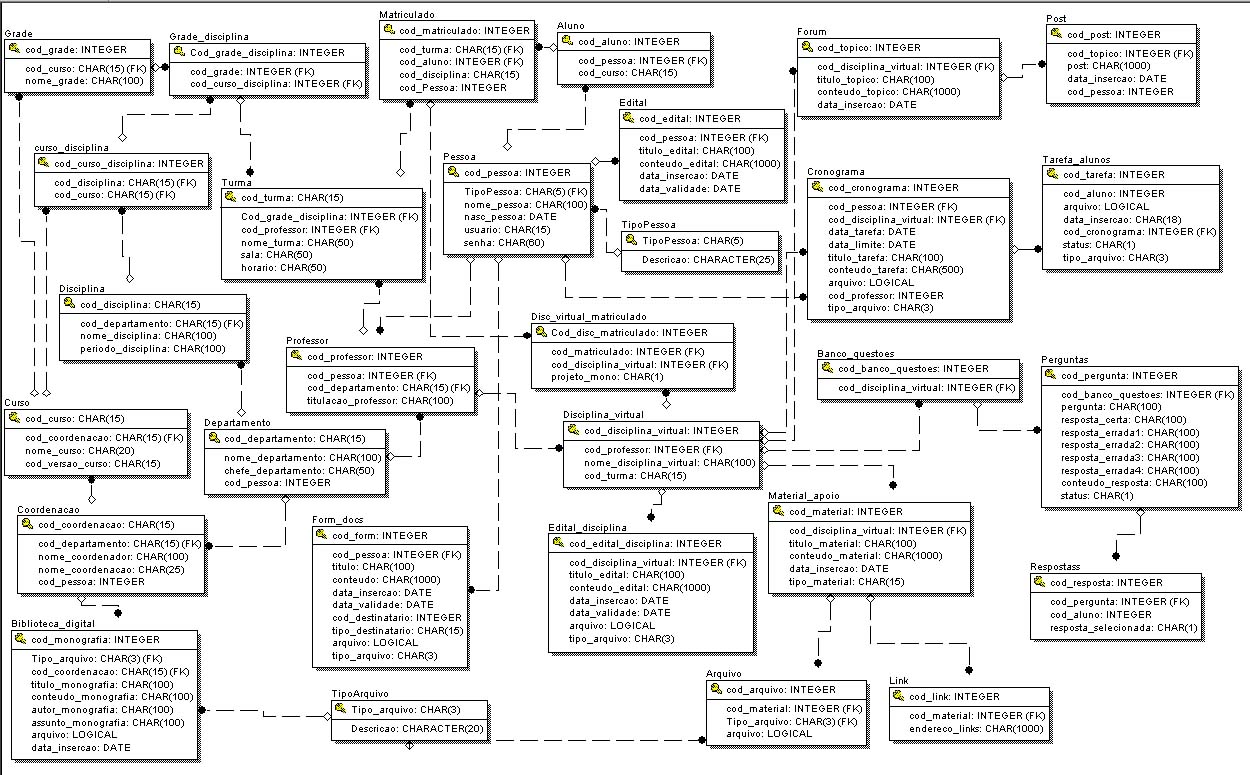 Grade
cod_grade: INTEGER
cod_curso: CHAR(15) (FK)
nome_grade: CHAR(100)
Grade_disciplina
Cod_grade_disciplina: INTEGER
cod_grade: INTEGER (FK)
cod_curso_disciplina: INTEGER (FK)
Matriculado
cod_matriculado: INTEGER
cod_turma: CHAR(15) (FK)
cod_aluno: INTEGER (FK)
cod_disciplina: CHAR(15)
cod_Pessoa: INTEGER
Aluno
cod_aluno: INTEGER
cod_pessoa: INTEGER (FK)
cod_curso: CHAR(15)
Forum
cod_topico: INTEGER
cod_disciplina_virtual: INTEGER (FK)
titulo_topico: CHAR(100)
conteudo_topico: CHAR(1000)
data_insercao: DATE
Post
cod_post: INTEGER
cod_topico: INTEGER (FK)
post: CHAR(1000)
data_insercao: DATE
cod_pessoa: INTEGER
Edital
cod_edital: INTEGER
cod_pessoa: INTEGER (FK)
titulo_edital: CHAR(100)
conteudo_edital: CHAR(1000)
data_insercao: DATE
data_validade: DATE
curso_disciplina
cod_curso_disciplina: INTEGER
cod_disciplina: CHAR(15) (FK)
cod_curso: CHAR(15) (FK)
Turma
cod_turma: CHAR(15)
Cod_grade_disciplina: INTEGER (FK)
cod_professor: INTEGER (FK)
nome_turma: CHAR(50)
sala: CHAR(50)
horario: CHAR(50)
Pessoa
cod_pessoa: INTEGER
TipoPessoa: CHAR(5) (FK)
nome_pessoa: CHAR(100)
nasc_pessoa: DATE
usuario: CHAR(15)
senha: CHAR(60)
TipoPessoa
TipoPessoa: CHAR(5)
Descricao: CHARACTER(25)
Cronograma
cod_cronograma: INTEGER
cod_pessoa: INTEGER (FK)
cod_disciplina_virtual: INTEGER (FK)
data_tarefa: DATE
data_limite: DATE
titulo_tarefa: CHAR(100)
conteudo_tarefa: CHAR(500)
arquivo: LOGICAL
cod_professor: INTEGER
tipo_arquivo: CHAR(3)
Tarefa_alunos
cod_tarefa: INTEGER
cod_aluno: INTEGER
arquivo: LOGICAL
data_insercao: CHAR(18)
cod_cronograma: INTEGER (FK)
status: CHAR(1)
tipo_arquivo: CHAR(3)
Disciplina
cod_disciplina: CHAR(15)
cod_departamento: CHAR(15) (FK)
nome_disciplina: CHAR(100)
periodo_disciplina: CHAR(100)
Professor
cod_professor: INTEGER
cod_pessoa: INTEGER (FK)
cod_departamento: CHAR(15) (FK)
titulacao_professor: CHAR(100)
Disc_virtual_matriculado
Cod_disc_matriculado: INTEGER
cod_matriculado: INTEGER (FK)
cod_disciplina_virtual: INTEGER (FK)
projeto_mono: CHAR(1)
Banco_questoes
cod_banco_questoes: INTEGER
cod_disciplina_virtual: INTEGER (FK)
Perguntas
cod_pergunta: INTEGER
cod_banco_questoes: INTEGER (FK)
pergunta: CHAR(100)
resposta_certa: CHAR(100)
resposta_errada1: CHAR(100)
resposta_errada2: CHAR(100)
resposta_errada3: CHAR(100)
resposta_errada4: CHAR(100)
conteudo_resposta: CHAR(100)
status: CHAR(1)
Curso
cod_curso: CHAR(15)
cod_coordenacao: CHAR(15) (FK)
nome_curso: CHAR(20)
cod_versao_curso: CHAR(15)
Departamento
cod_departamento: CHAR(15)
nome_departamento: CHAR(100)
chefe_departamento: CHAR(50)
cod_pessoa: INTEGER
Disciplina_virtual
cod_disciplina_virtual: INTEGER
cod_professor: INTEGER (FK)
nome_disciplina_virtual: CHAR(100)
cod_turma: CHAR(15)
Coordenacao
cod_coordenacao: CHAR(15)
cod_departamento: CHAR(15) (FK)
nome_coordenador: CHAR(100)
nome_coordenacao: CHAR(25)
cod_pessoa: INTEGER
Form_docs
cod_form: INTEGER
cod_pessoa: INTEGER (FK)
titulo: CHAR(100)
conteudo: CHAR(1000)
data_insercao: DATE
data_validade: DATE
cod_destinatario: INTEGER
tipo_destinatario: CHAR(15)
arquivo: LOGICAL
tipo_arquivo: CHAR(3)
Edital_disciplina
cod_edital_disciplina: INTEGER
cod_disciplina_virtual: INTEGER (FK)
titulo_edital: CHAR(100)
conteudo_edital: CHAR(1000)
data_insercao: DATE
data_validade: DATE
arquivo: LOGICAL
tipo_arquivo: CHAR(3)
Material_apoio
cod_material: INTEGER
cod_disciplina_virtual: INTEGER (FK)
titulo_material: CHAR(100)
conteudo_material: CHAR(1000)
data_insercao: DATE
tipo_material: CHAR(15)
Respostass
cod_resposta: INTEGER
cod_pergunta: INTEGER (FK)
cod_aluno: INTEGER
resposta_selecionada: CHAR(1)
Biblioteca_digital
cod_monografia: INTEGER
Tipo_arquivo: CHAR(3) (FK)
cod_coordenacao: CHAR(15) (FK)
titulo_monografia: CHAR(100)
conteudo_monografia: CHAR(100)
autor_monografia: CHAR(100)
assunto_monografia: CHAR(100)
arquivo: LOGICAL
data_insercao: DATE
TipoArquivo
Tipo_arquivo: CHAR(3)
Descricao: CHARACTER(20)
Arquivo
cod_arquivo: INTEGER
cod_material: INTEGER (FK)
Tipo_arquivo: CHAR(3) (FK)
arquivo: LOGICAL
Link
cod_link: INTEGER
cod_material: INTEGER (FK)
endereco_links: CHAR(1000)